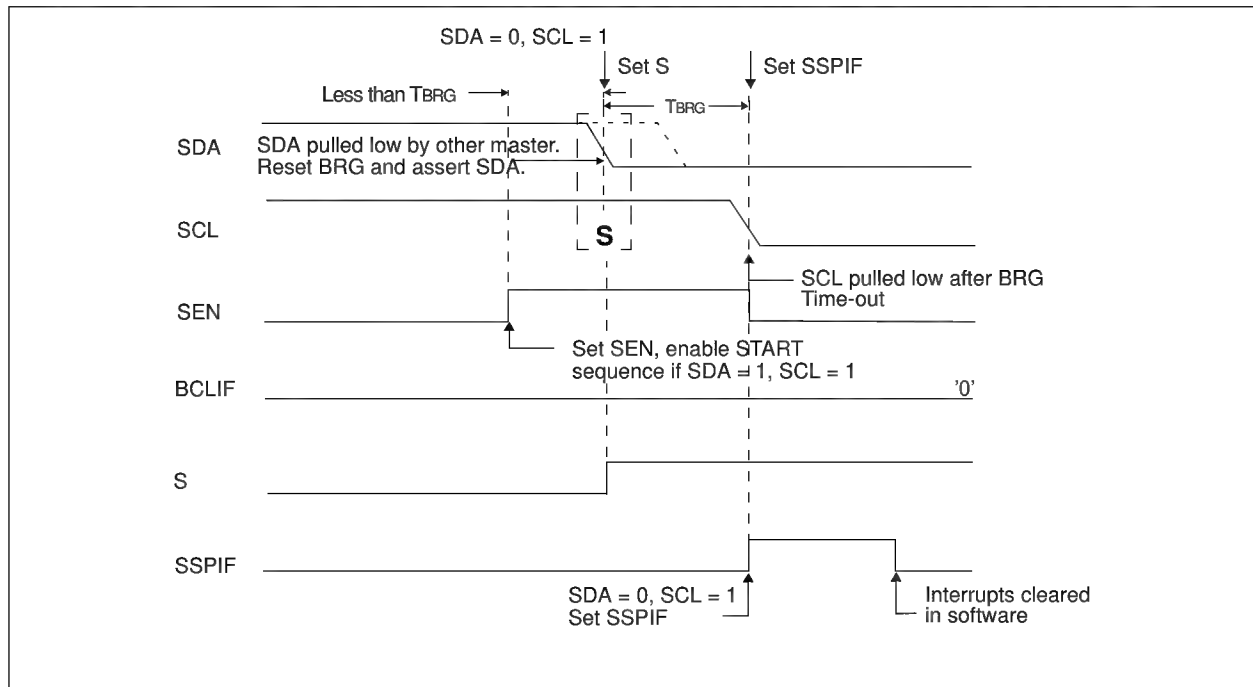 SDA = 0, SCL = 1
Set S
Set SSPIF
Less than TBRG
TBRG
SDA
SDA pulled low by other master.
Reset BRG and assert SDA.
SCL
S
SCL pulled low after BRG
Time-out
SEN
Set SEN, enable START
sequence if SDA = 1, SCL = 1
BCLIF
'0'
S
SSPIF
SDA = 0, SCL = 1
Set SSPIF
Interrupts cleared
in software